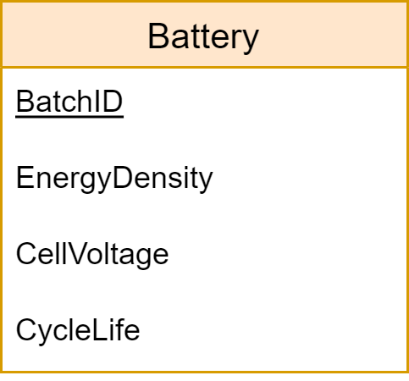 Battery
BatchID
EnergyDensity
CellVoltage
CycleLife